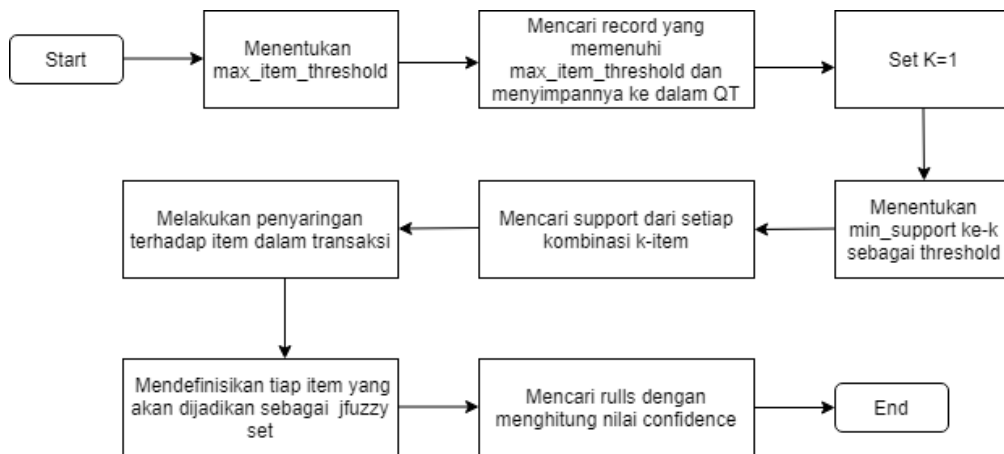 Start
Menentukan
max_item_threshold
Mencari record yang
memenuhi
max_item_threshold dan
menyimpannya ke dalam QT
Set K=1
Menentukan
min_support ke-k
sebagai threshold
Mencari support dari setiap
kombinasi k-item
Melakukan penyaringan
terhadap item dalam transaksi
Mendefinisikan tiap item yang
akan dijadikan sebagai jfuzzy
set
Mencari rulls dengan
menghitung nilai confidence
End